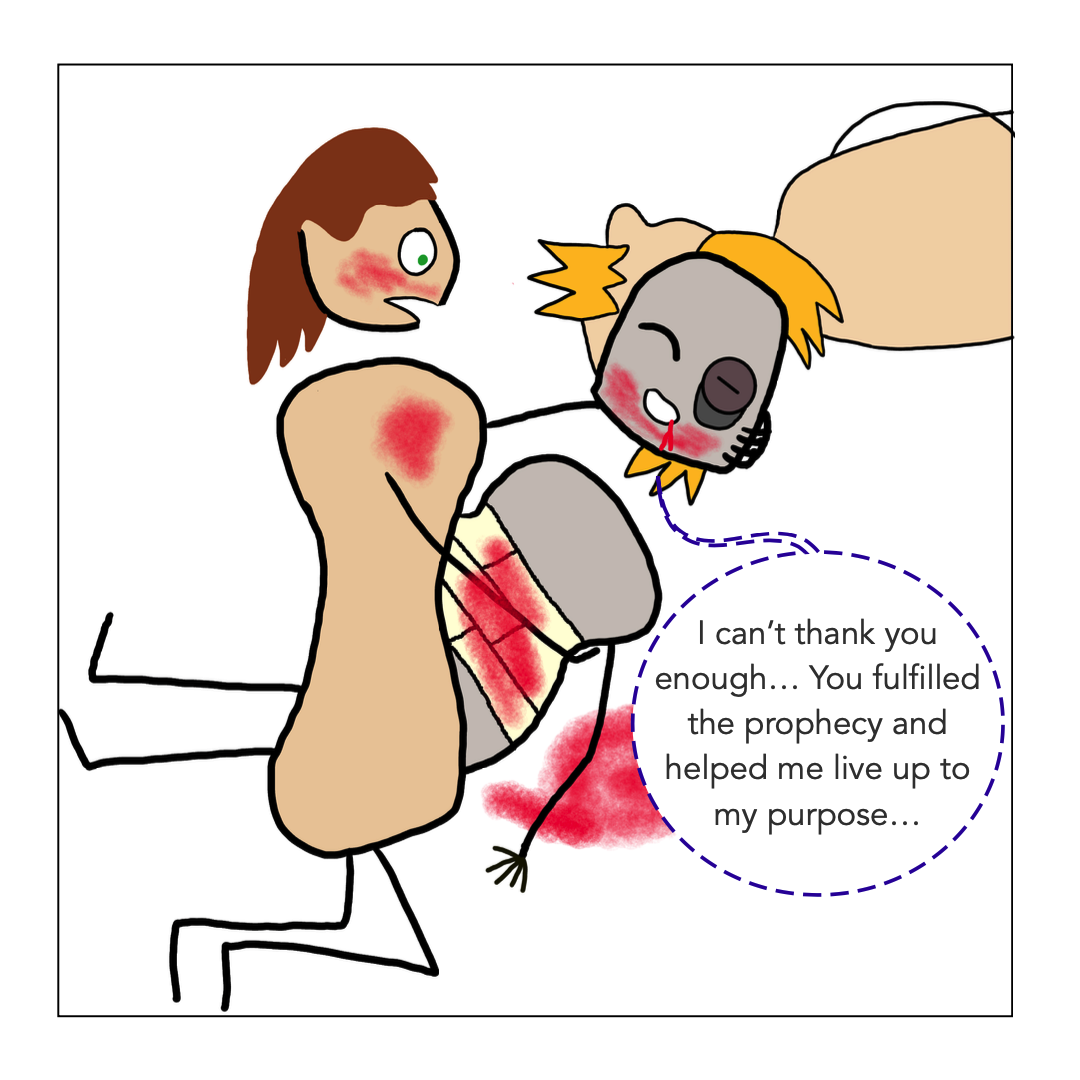 I can’t thank you
enough… You fulfilled
the prophecy and
helped me live up to
my purpose…